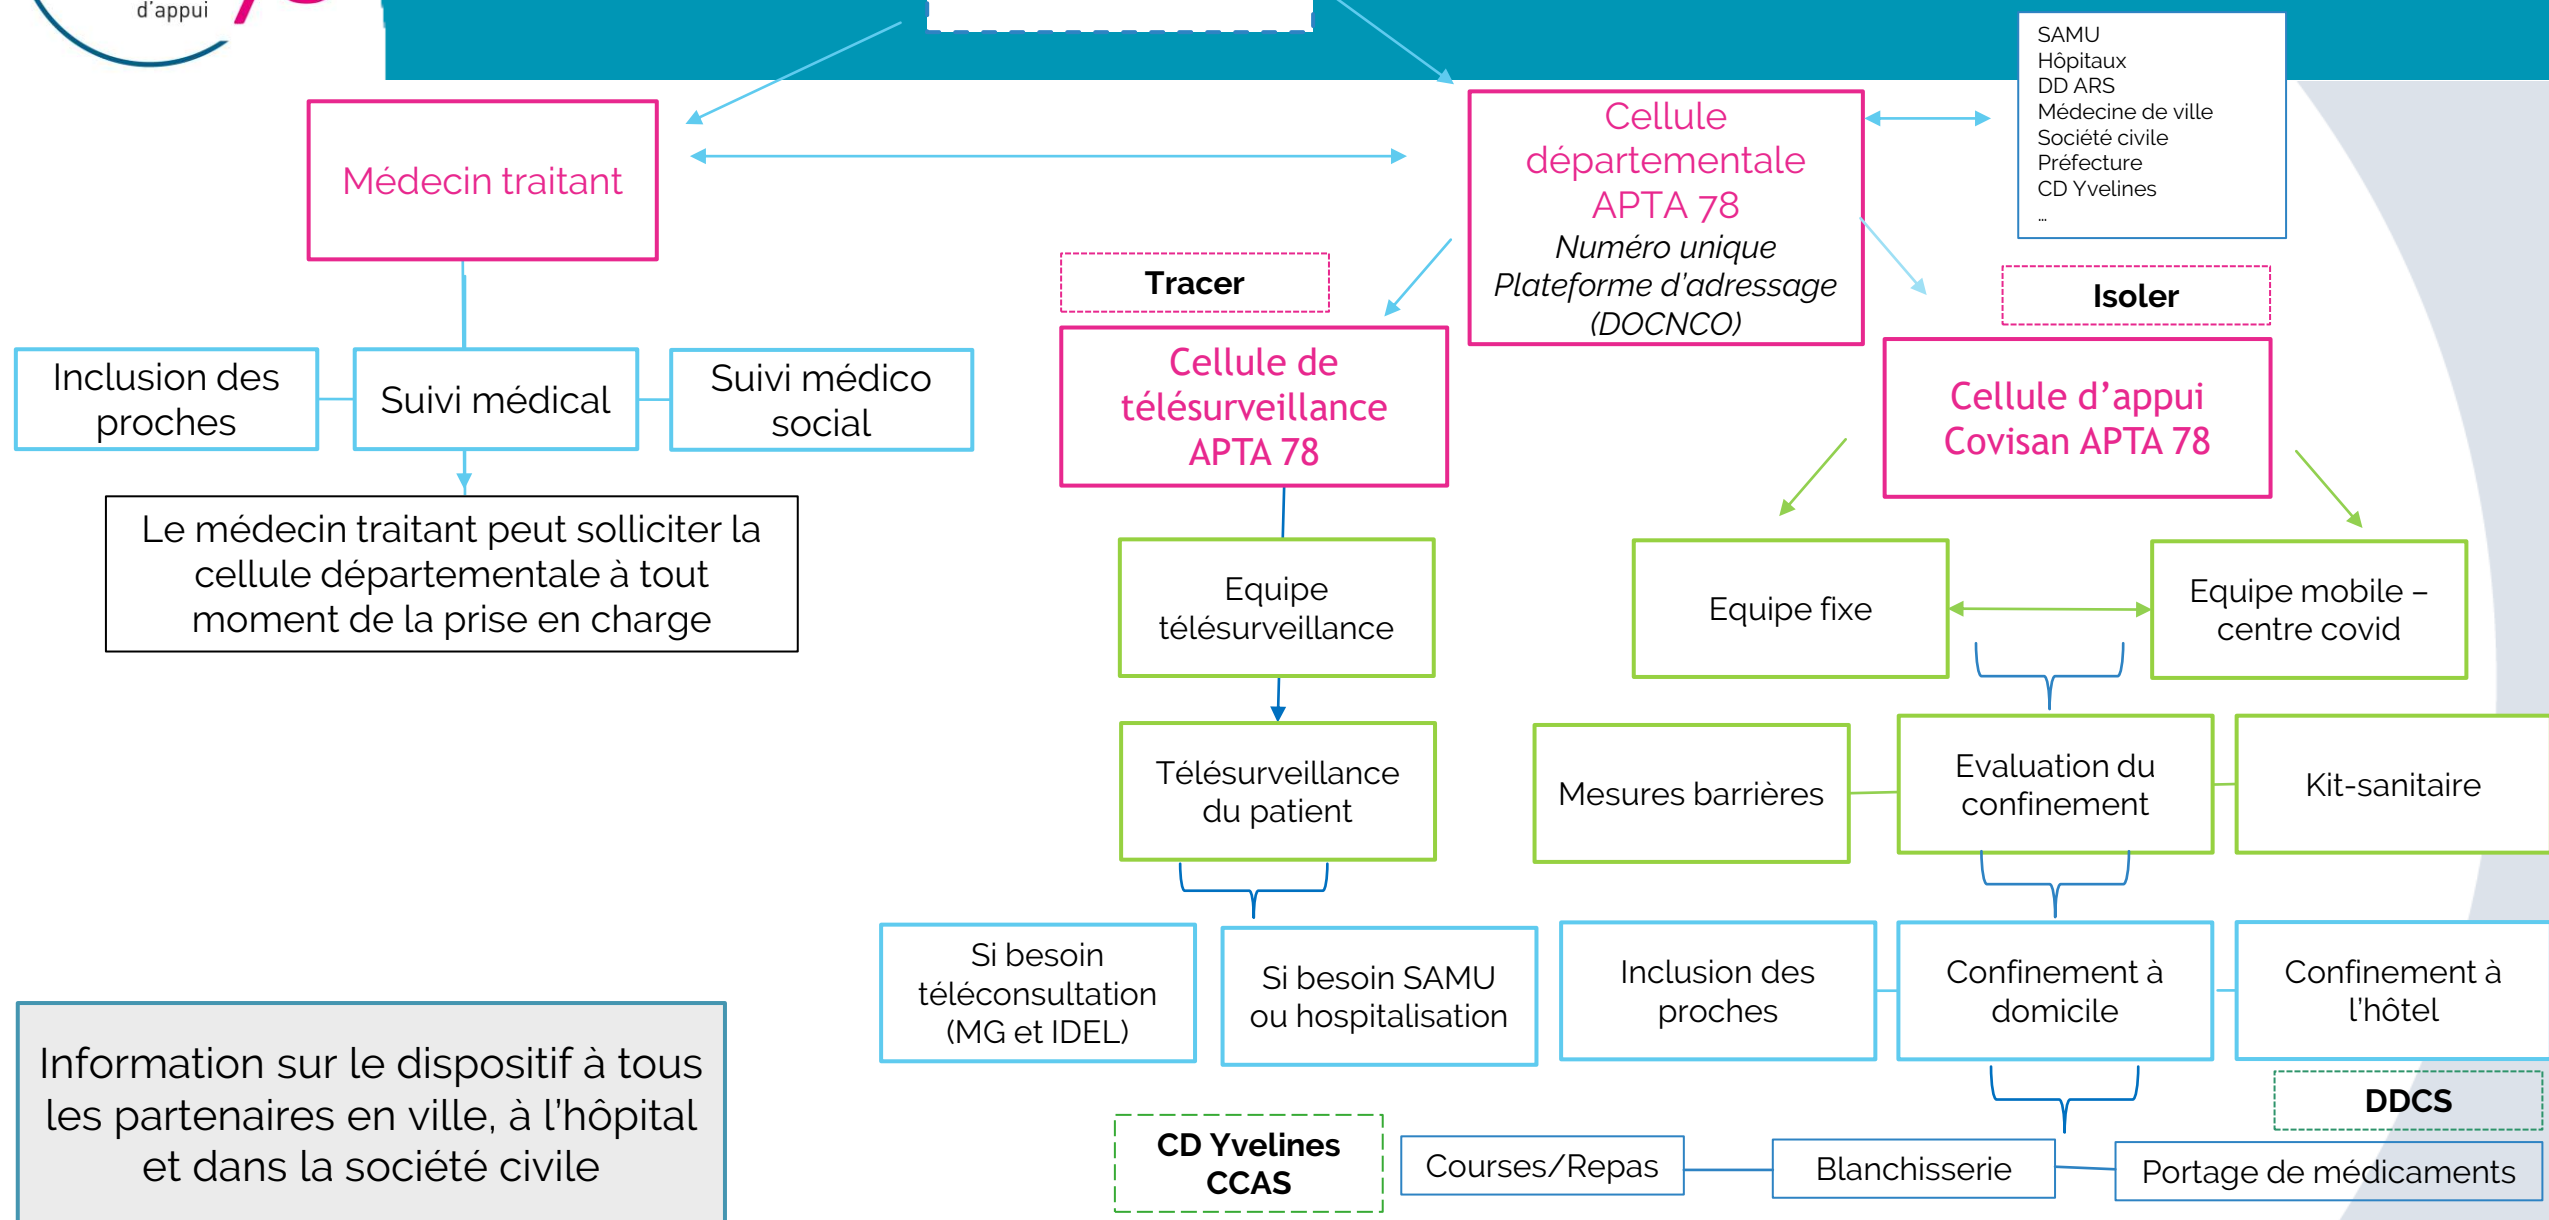 d'appui
SAMU
Hôpitaux
DD ARS
Médecine de ville
Société civile
Préfecture
CD Yvelines
...
Médecin traitant
Cellule
départementale
APTA 78
Numéro unique
Plateforme d'adressage
(DOCNCO)
Tracer
Isoler
Inclusion des
proches
Suivi médical
Suivi médico
social
Cellule de
télésurveillance
APTA 78
Cellule d'appui
Covisan APTA 78
Le médecin traitant peut solliciter la
cellule départementale à tout
moment de la prise en charge
Equipe
télésurveillance
Equipe fixe
Equipe mobile –
centre covid
Télésurveillance
du patient
Mesures barrières
Evaluation du
confinement
Kit-sanitaire
Si besoin
téléconsultation
(MG et IDEL)
Si besoin SAMU
ou hospitalisation
Inclusion des
proches
Confinement à
domicile
Confinement à
l'hôtel
Information sur le dispositif à tous
les partenaires en ville, à l'hôpital
et dans la société civile
DDCS
CD Yvelines
CCAS
Courses/Repas
Blanchisserie
Portage de médicaments